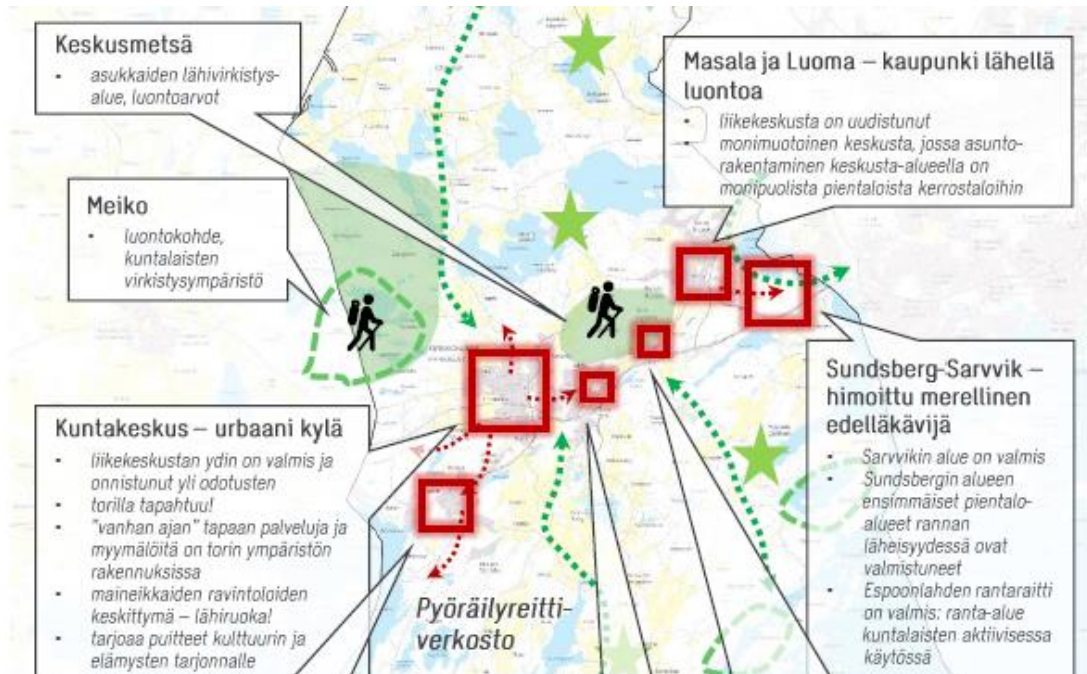 Keskusmetsä
- asukkaiden lähivirkistys-
alue, luontoarvot
Masala ja Luoma – kaupunki lähellä
luontoa
- liikekeskusta on uudistunut
- monimuotoinen keskusta, jossa asunto-
rakentaminen keskusta-alueella on
monipuolista pientaloista kerrostaloihin
Meiko
- luontokohde,
kuntalaisten
virkistysympäristö
Kuntakeskus – urbaani kylä
- liikekeskustan ydin on valmis ja
onnistunut yli odotusten
- torilla tapahtuu!
- "vanhan ajan" tapaan palveluja ja
myymälöitä on torin ympäristön
rakennuksissa
- maineikkaiden ravintoloiden
keskittymä – lähiruoka!
- tarjoaa puitteet kulttuurin ja
elämysten tarjonnalle
Pyöräilyreitti-
verkosto
Sundsberg-Sarvvik –
himoittu merellinen
edelläkävijä
- Sarvvikin alue on valmis
- Sundsbergin alueen
ensimmäiset pientalo-
alueet rannan
läheisyydessä ovat
valmistuneet
- Espoonlahden rantaraitti
on valmis: ranta-alue
kuntalaisten aktiivisessa
käytössä